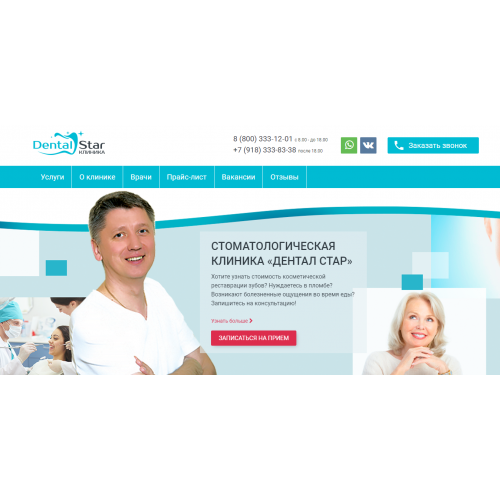 Dental Star
КЛИНИКА
8 (800) 333-12-01 с 8.00 - до 18.00
+7 (918) 333-83-38 после 18.00
Заказать звонок
Услуги О клинике Врачи Прайс-лист Вакансии Отзывы
СТОМАТОЛОГИЧЕСКАЯ
КЛИНИКА «ДЕНТАЛ СТАР»
Хотите узнать стоимость косметической
реставрации зубов? Нуждаетесь в пломбе?
Возникают болезненные ощущения во время еды?
Запишитесь на консультацию!
Узнать больше
ЗАПИСАТЬСЯ НА ПРИЕМ